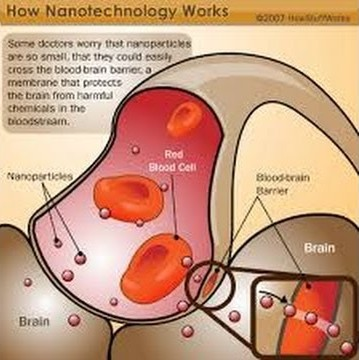 How Nanotechnology Works
©2007 HowStuffWorks
Some doctors worry that nanoparticles
are so small, that they could easily
cross the blood-brain barrier, a
membrane that protects
the brain from harmful
chemicals in the
bloodstream.
Red
Blood Cell
Nanoparticles
Blood-brain
Barrier
Brain
Brain